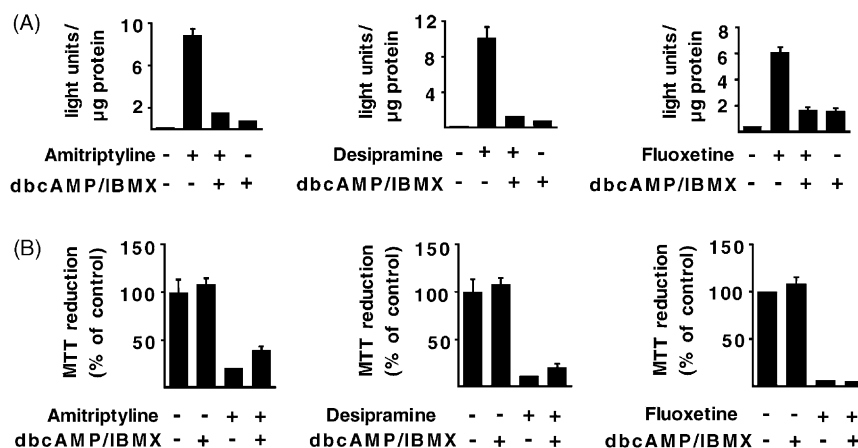 (A)
light units/
µg protein
10
8
6
4
2
light units/
µg protein
12
8
4
light units/
µg protein
8
6
4
2
Amitriptyline - + + -
dbcAMP/IBMX - - + +
Desipramine - + + -
- - + +
Fluoxetine - + + -
dbcAMP/IBMX - - + +
(B)
MTT reduction
(% of control)
150
100
50
MTT reduction
(% of control)
150
100
50
MTT reduction
(% of control)
150
100
50
Amitriptyline - - + +
dbcAMP/IBMX - + - +
Desipramine - - + +
dbcAMP/IBMX - + - +
Fluoxetine - - + +
dbcAMP/IBMX - + - +